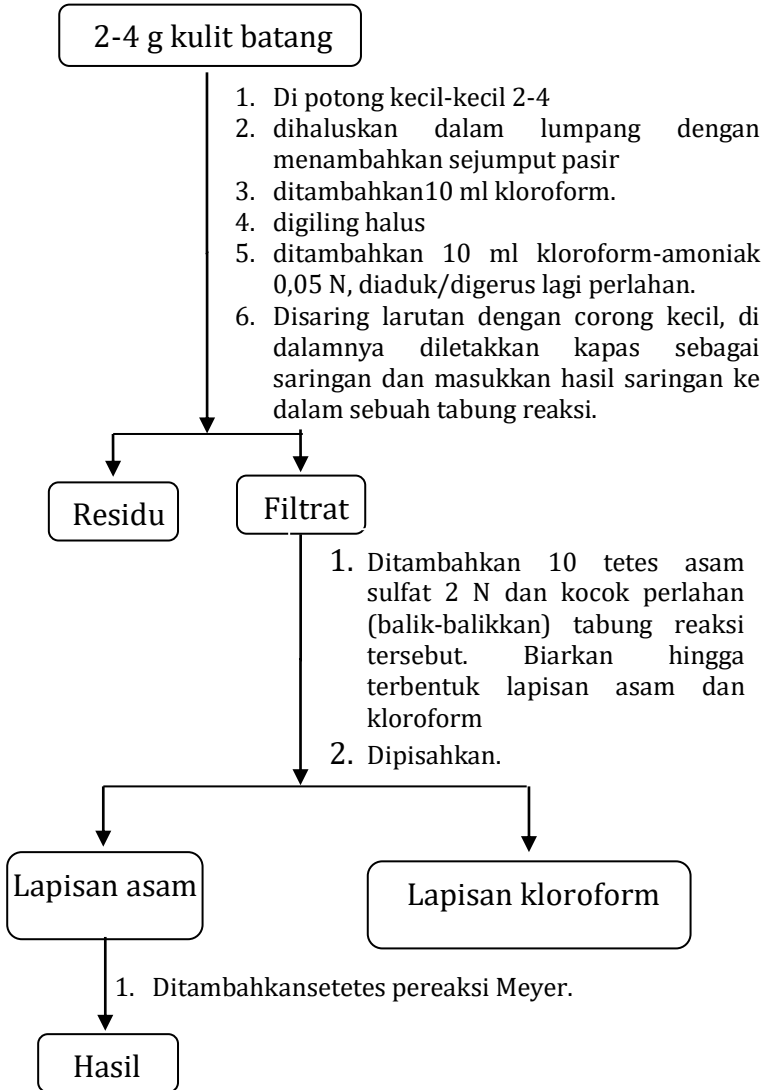 2-4 g kulit batang
1. Di potong kecil-kecil 2-4
2. dihaluskan dalam lumpang dengan
menambahkan sejumput pasir
3. ditambahkan10 ml kloroform.
4. digiling halus
5. ditambahkan 10 ml kloroform-amoniak
0,05 N, diaduk/digerus lagi perlahan.
6. Disaring larutan dengan corong kecil, di
dalamnya diletakkan kapas sebagai
saringan dan masukkan hasil saringan ke
dalam sebuah tabung reaksi.
Residu
Filtrat
1. Ditambahkan 10 tetes asam
sulfat 2 N dan kocok perlahan
(balik-balikkan) tabung reaksi
tersebut. Biarkan hingga
terbentuk lapisan asam dan
kloroform
2. Dipisahkan.
Lapisan asam
Lapisan kloroform
1. Ditambahkansetetes pereaksi Meyer.
Hasil